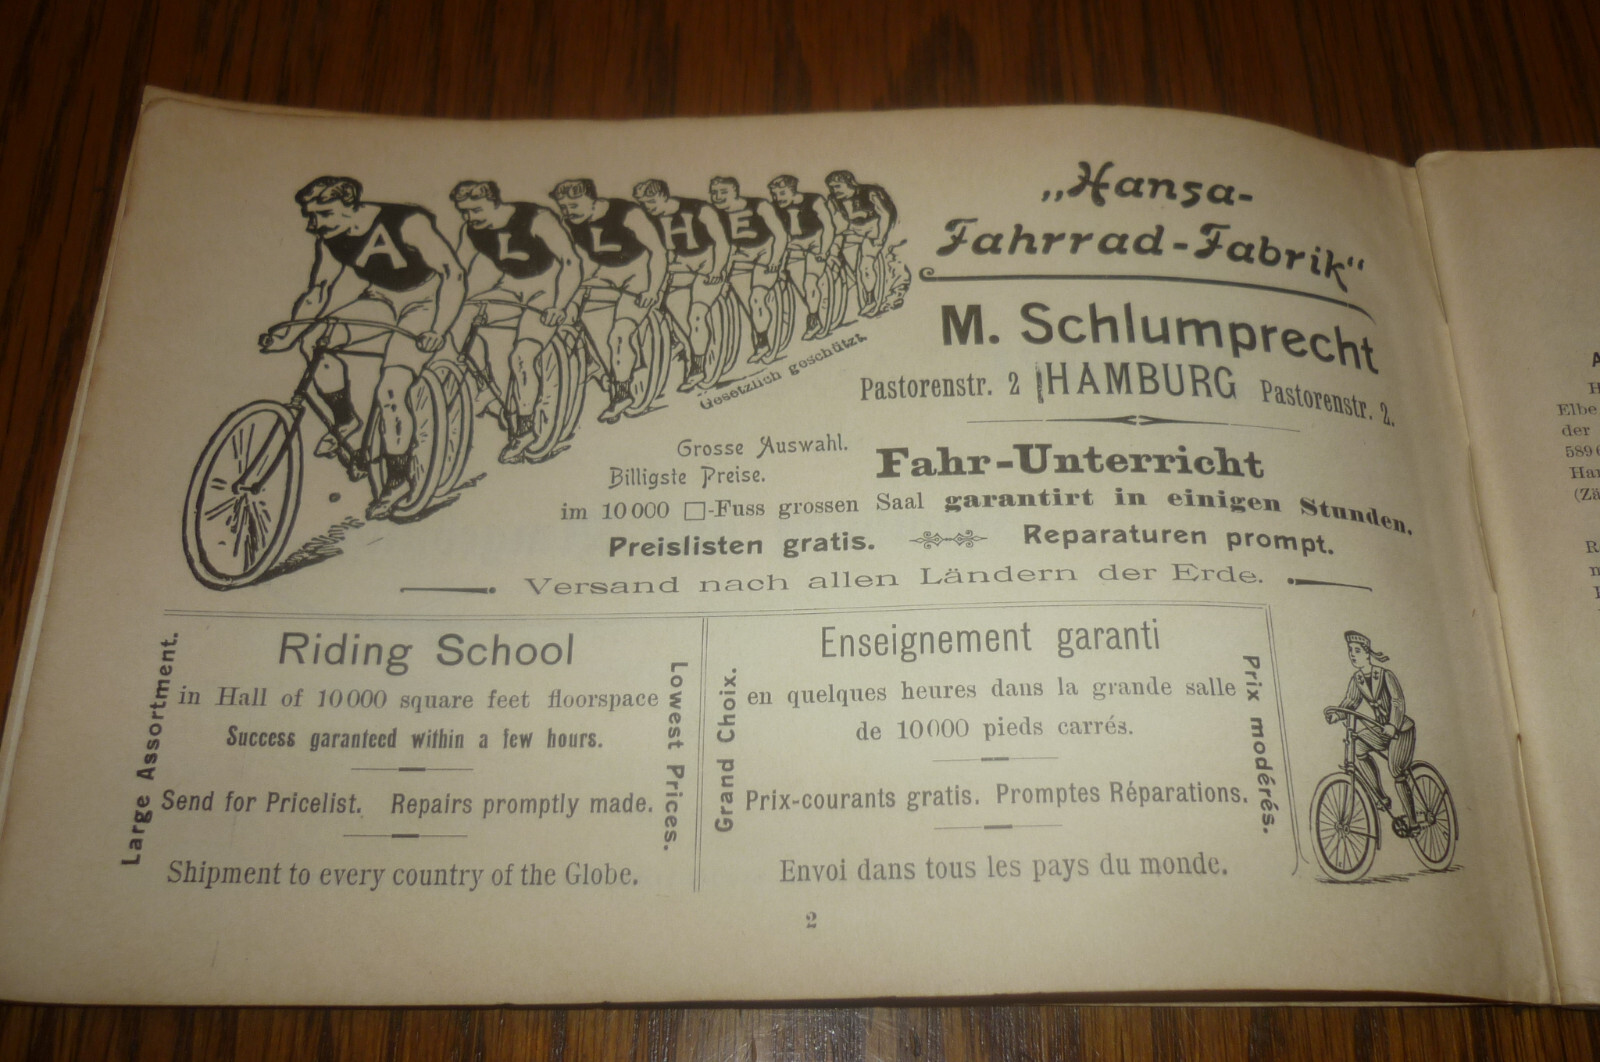 A L L H E I L
Gesetzlich geschützt.
„Hansa-
Fahrrad-Fabrik“
M. Schlumprecht
Pastorenstr. 2 HAMBURG Pastorenstr. 2.
Grosse Auswahl.
Billigste Preise.
Fahr-Unterricht
im 10 000 □-Fuss grossen Saal garantirt in einigen Stunden.
Preislisten gratis. Reparaturen prompt.
Versand nach allen Ländern der Erde.
Large Assortment.
Riding School
in Hall of 10000 square feet floorspace
Success garanteed within a few hours.
Send for Pricelist. Repairs promptly made.
Shipment to every country of the Globe.
Lowest Prices.
Grand Choix.
Enseignement garanti
en quelques heures dans la grande salle
de 10000 pieds carrés.
Prix-courants gratis. Promptes Réparations.
Envoi dans tous les pays du monde.
Prix modérés.
2
Elbe
der